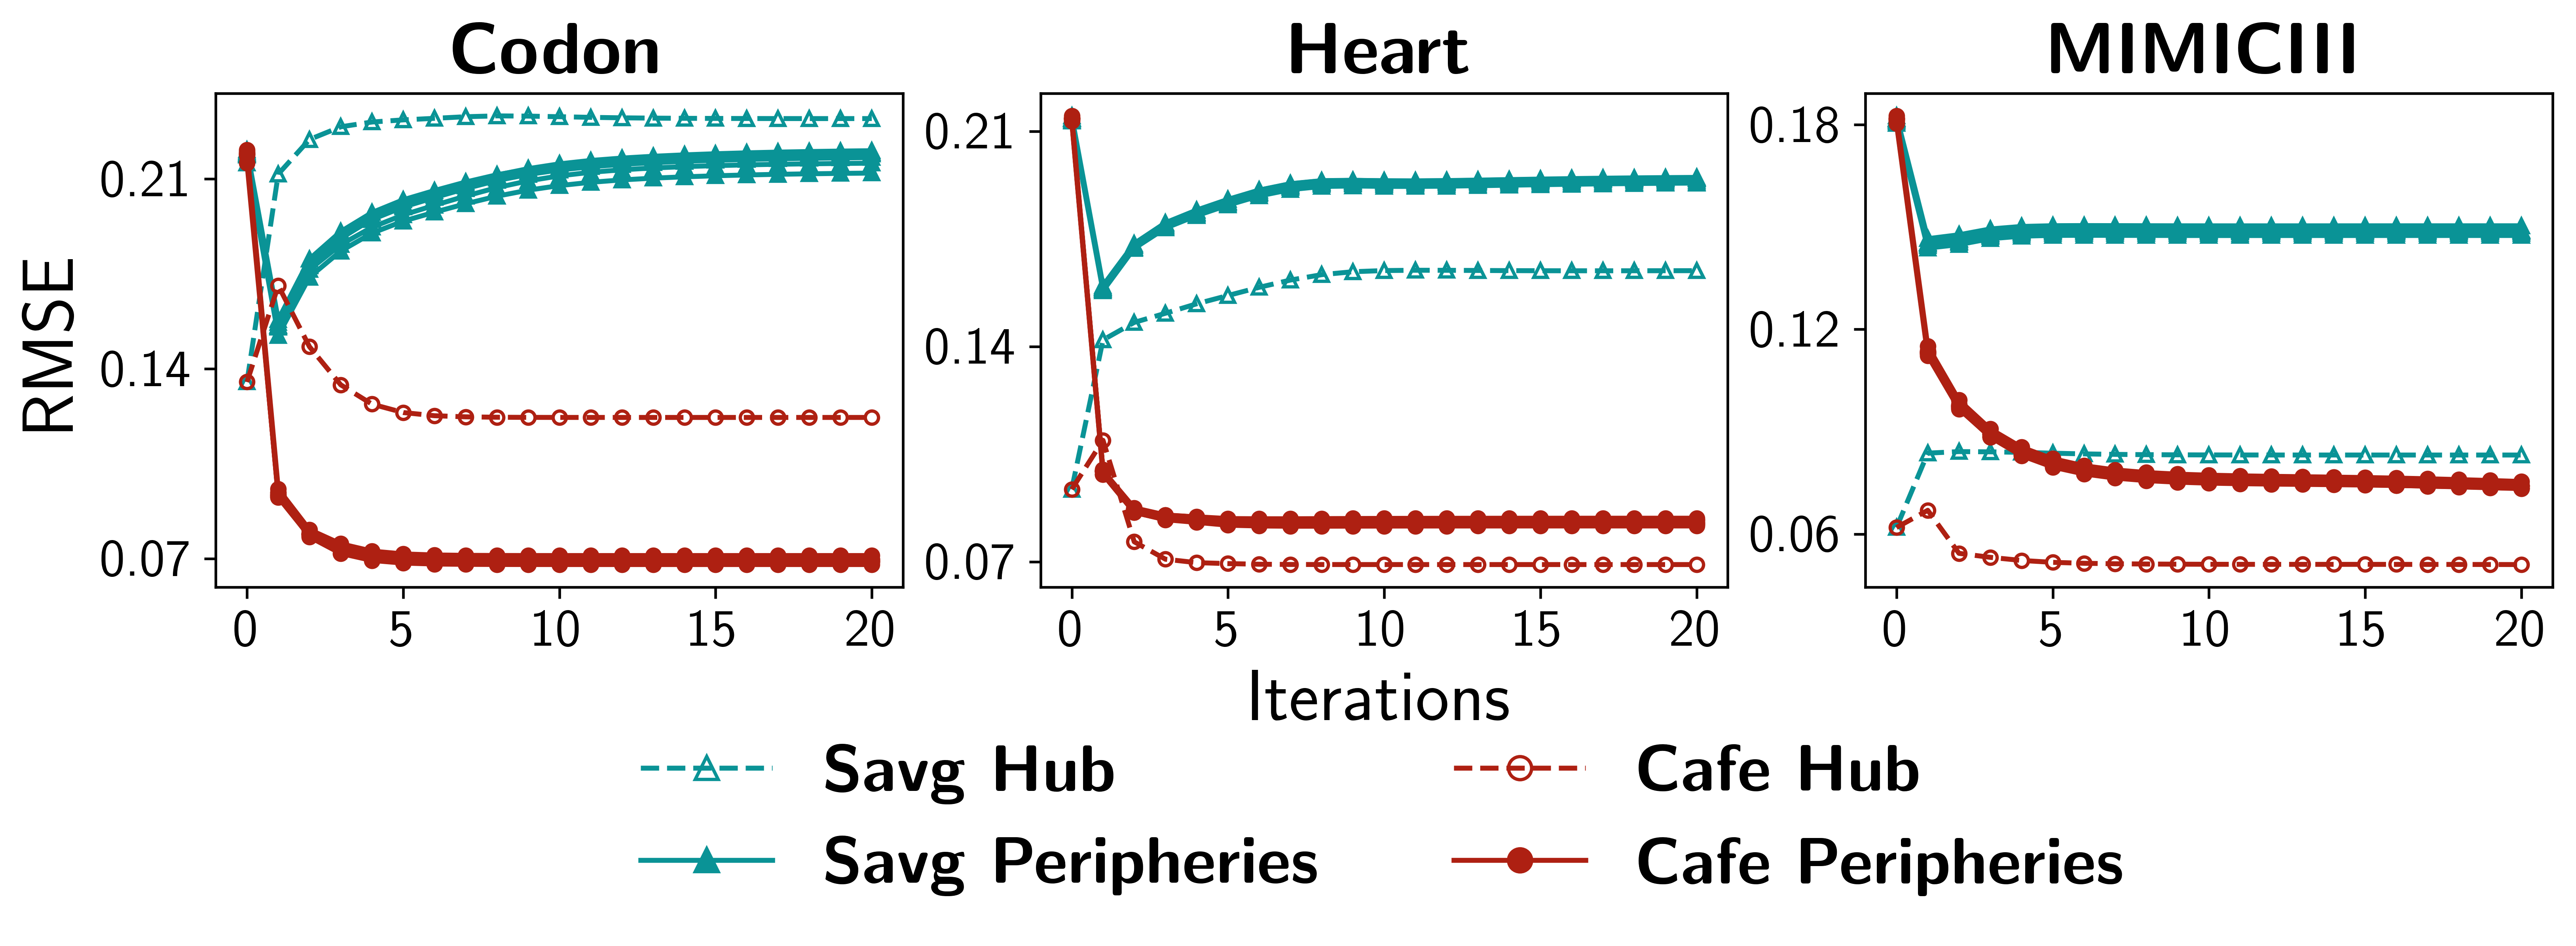 Codon Heart MIMICIII
RMSE
0.21 0.21 0.18
0.14 0.14 0.12
0.07 0.07 0.06
0 5 10 15 20 0 5 10 15 20 0 5 10 15 20
Iterations
Savg Hub Cafe Hub
Savg Peripheries Cafe Peripheries